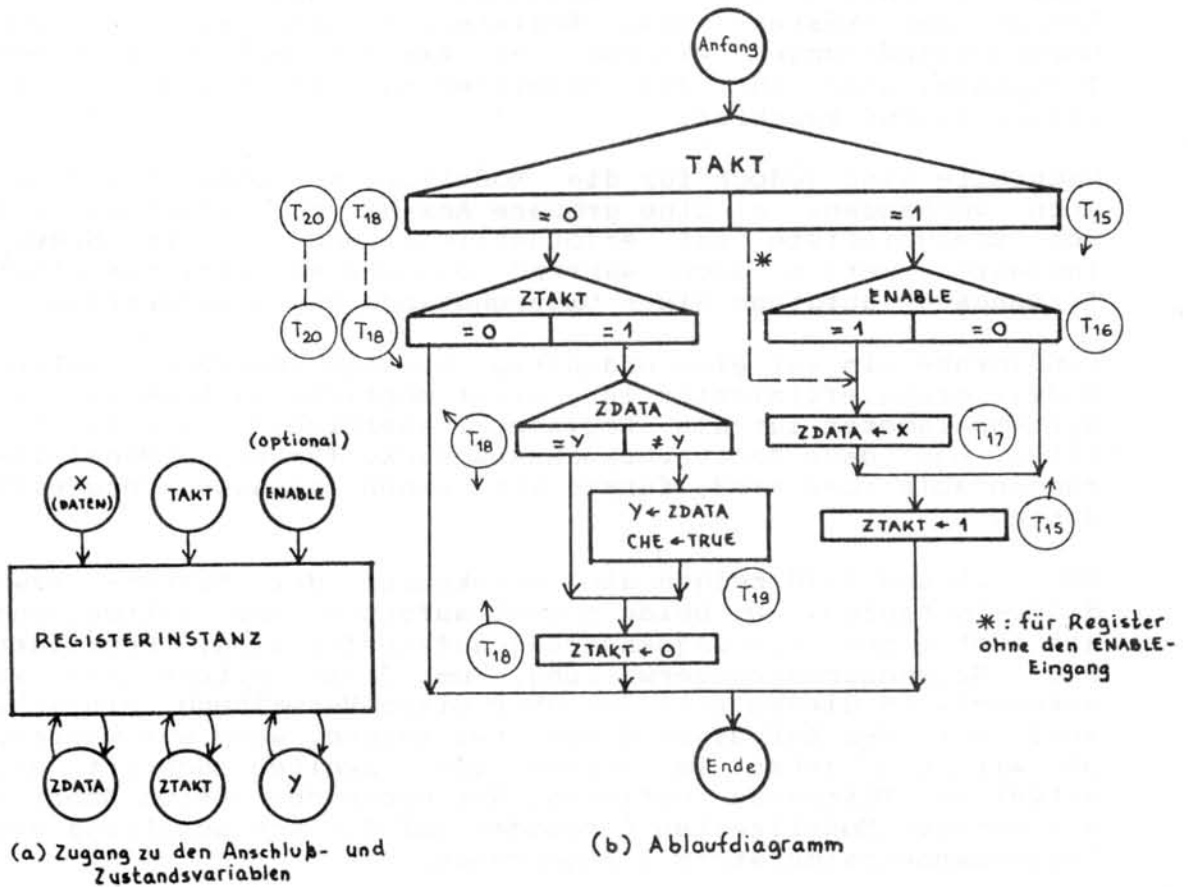 Anfang
TAKT
= 0
= 1
T20
T18
T15
*
T20
T18
ZTAKT
= 0
= 1
ENABLE
= 1
= 0
T16
ZDATA
= Y
≠ Y
T18
ZDATA ← X
T17
Y ← ZDATA
CHE ← TRUE
ZTAKT ← 1
T15
T19
T18
ZTAKT ← 0
* : für Register
ohne den ENABLE-
Eingang
Ende
(b) Ablaufdiagramm
(optional)
X
(DATEN)
TAKT
ENABLE
REGISTERINSTANZ
ZDATA
ZTAKT
Y
(a) Zugang zu den Anschluß- und
Zustandsvariablen